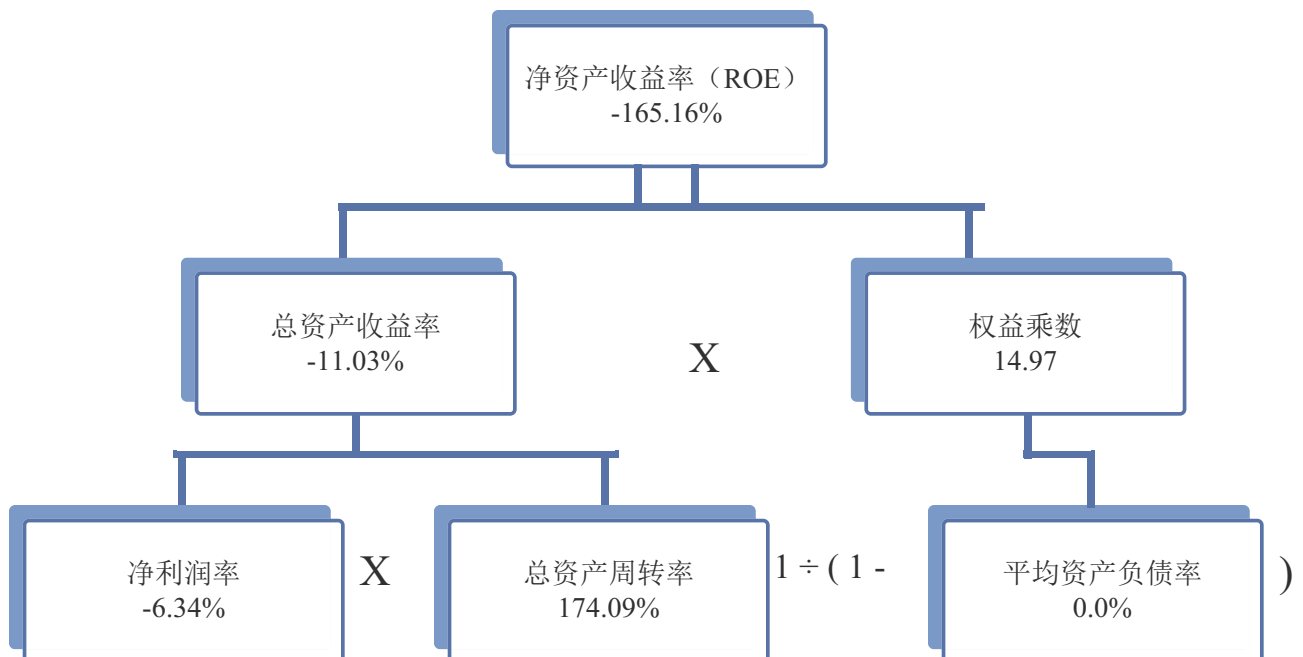 净资产收益率（ROE）
-165.16%
总资产收益率
-11.03%
X
权益乘数
14.97
净利润率
-6.34%
X
总资产周转率
174.09%
1 ÷ ( 1 -
平均资产负债率
0.0%
)